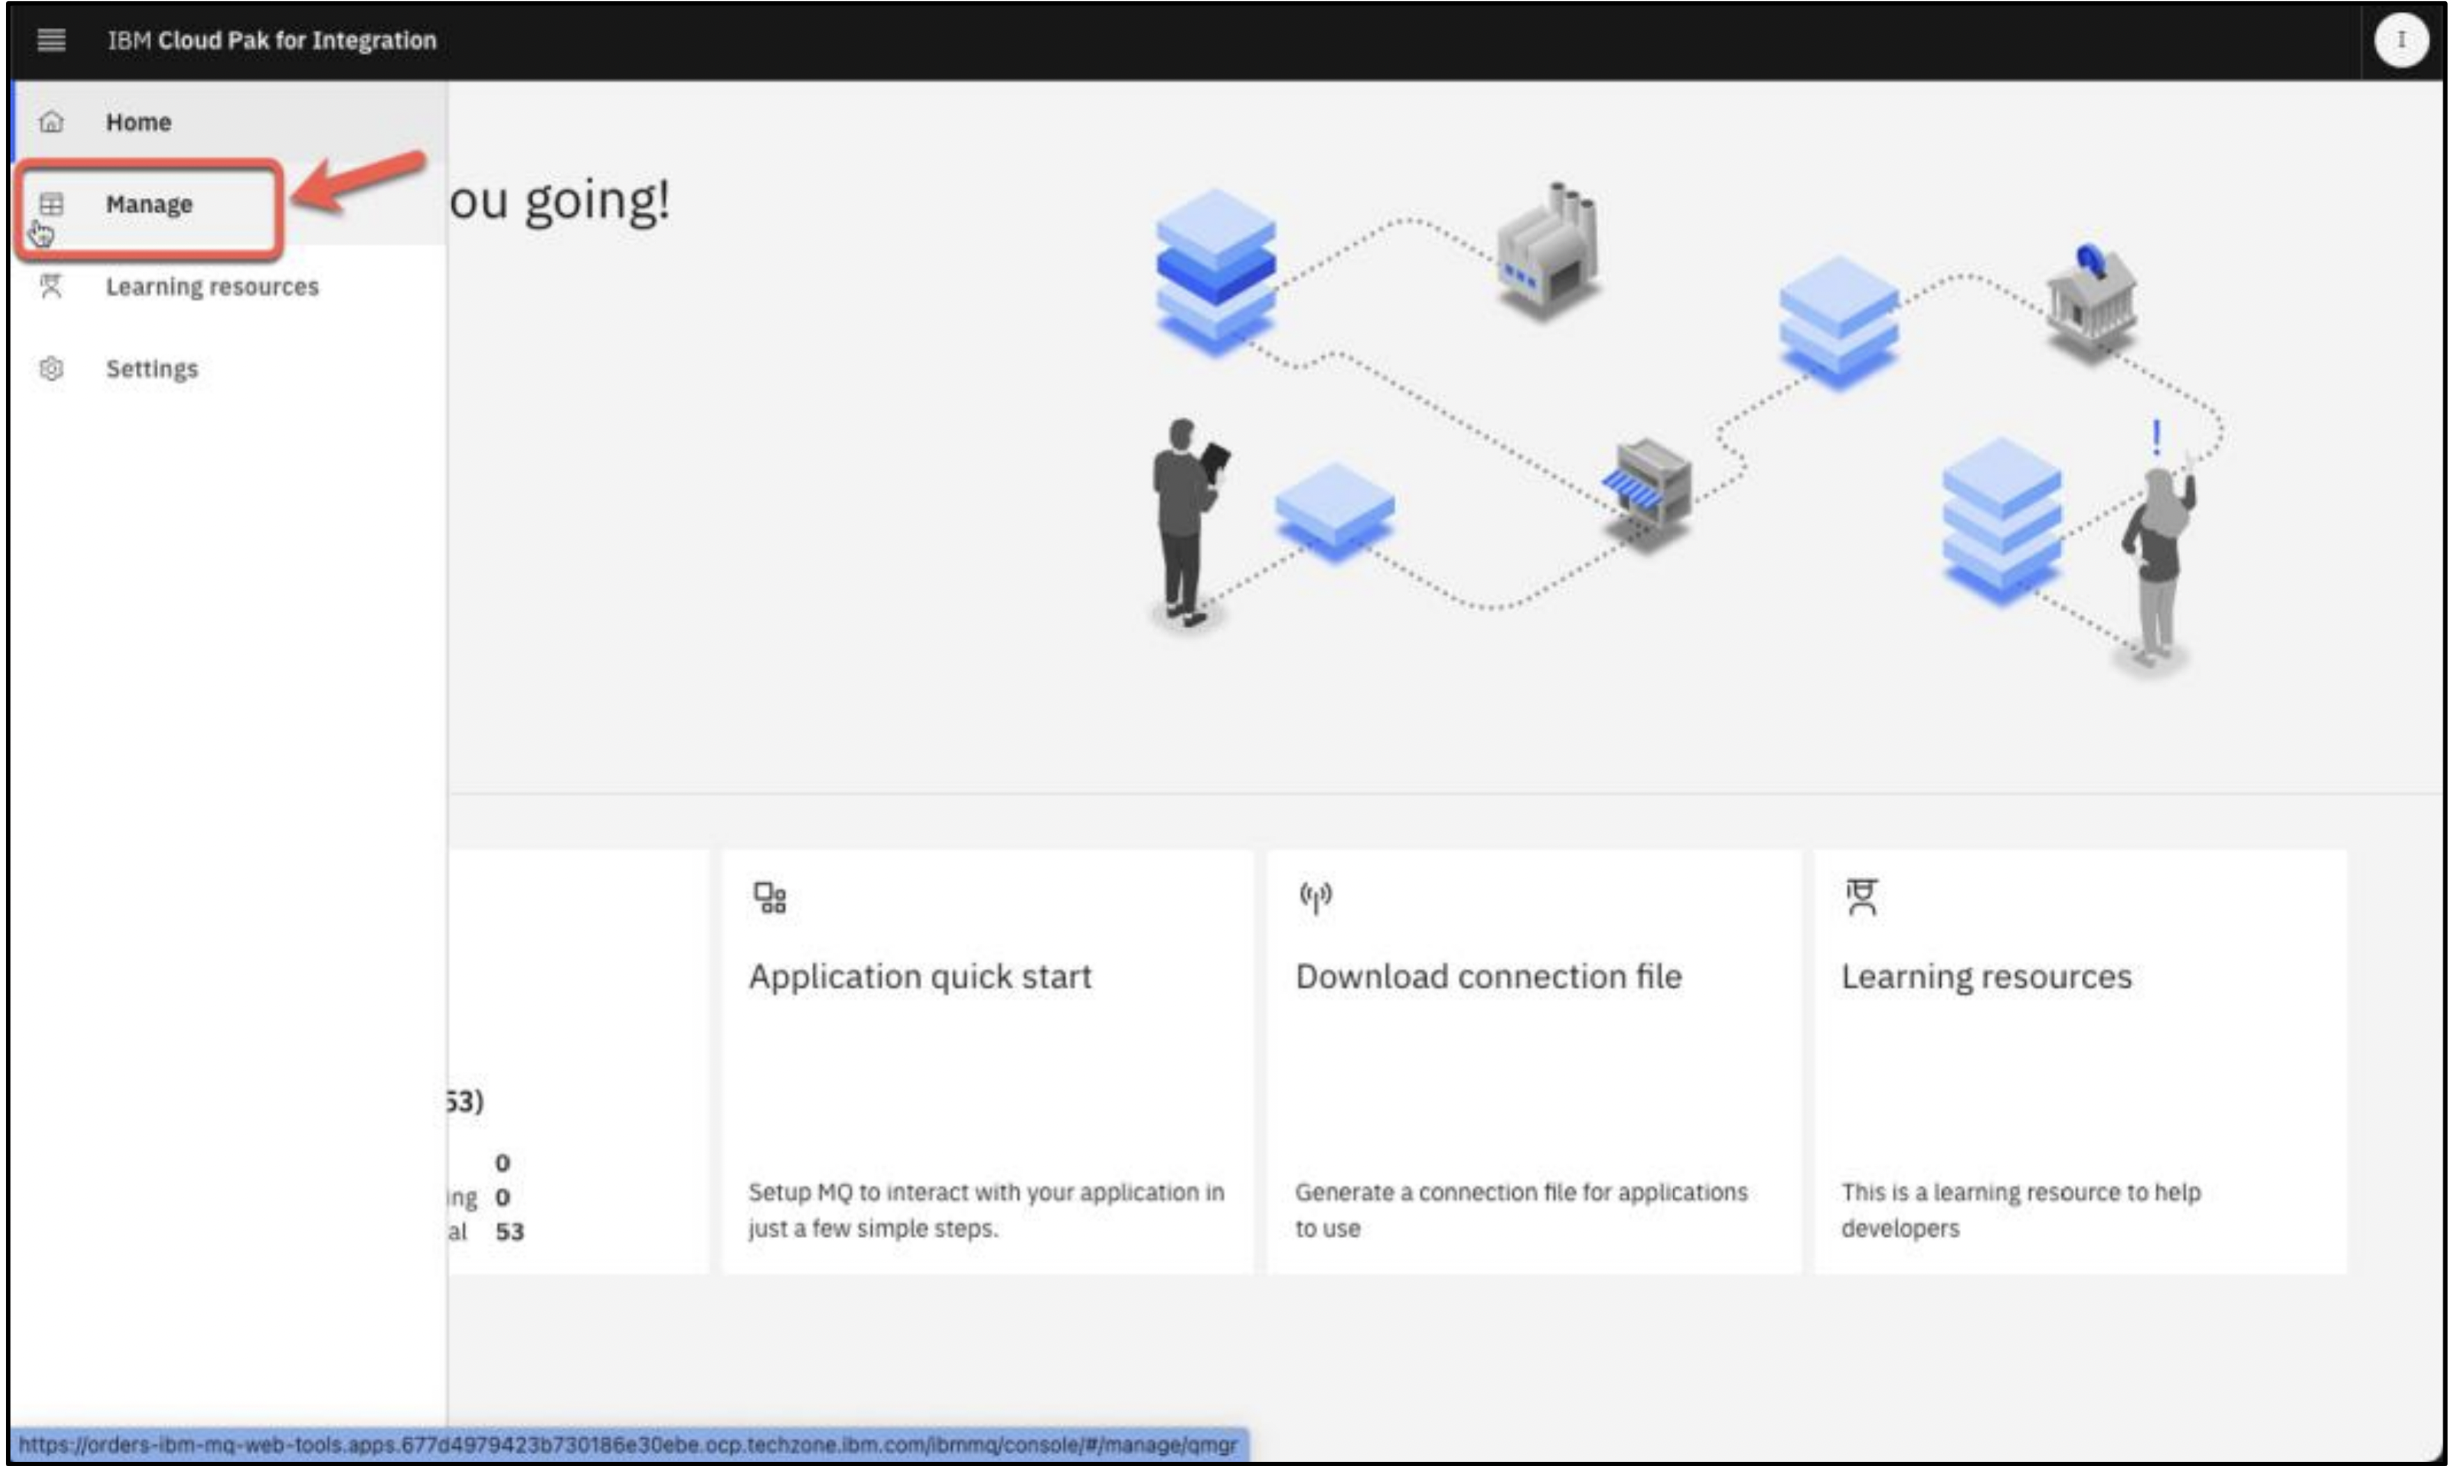 IBM Cloud Pak for Integration
I
Home
Manage
Learning resources
Settings
ou going!
!
53)
0
ing 0
al 53
Application quick start
Setup MQ to interact with your application in
just a few simple steps.
Download connection file
Generate a connection file for applications
to use
Learning resources
This is a learning resource to help
developers
https://orders-ibm-mq-web-tools.apps.677d4979423b730186e30ebe.ocp.techzone.ibm.com/ibmmq/console/#/manage/qmgr